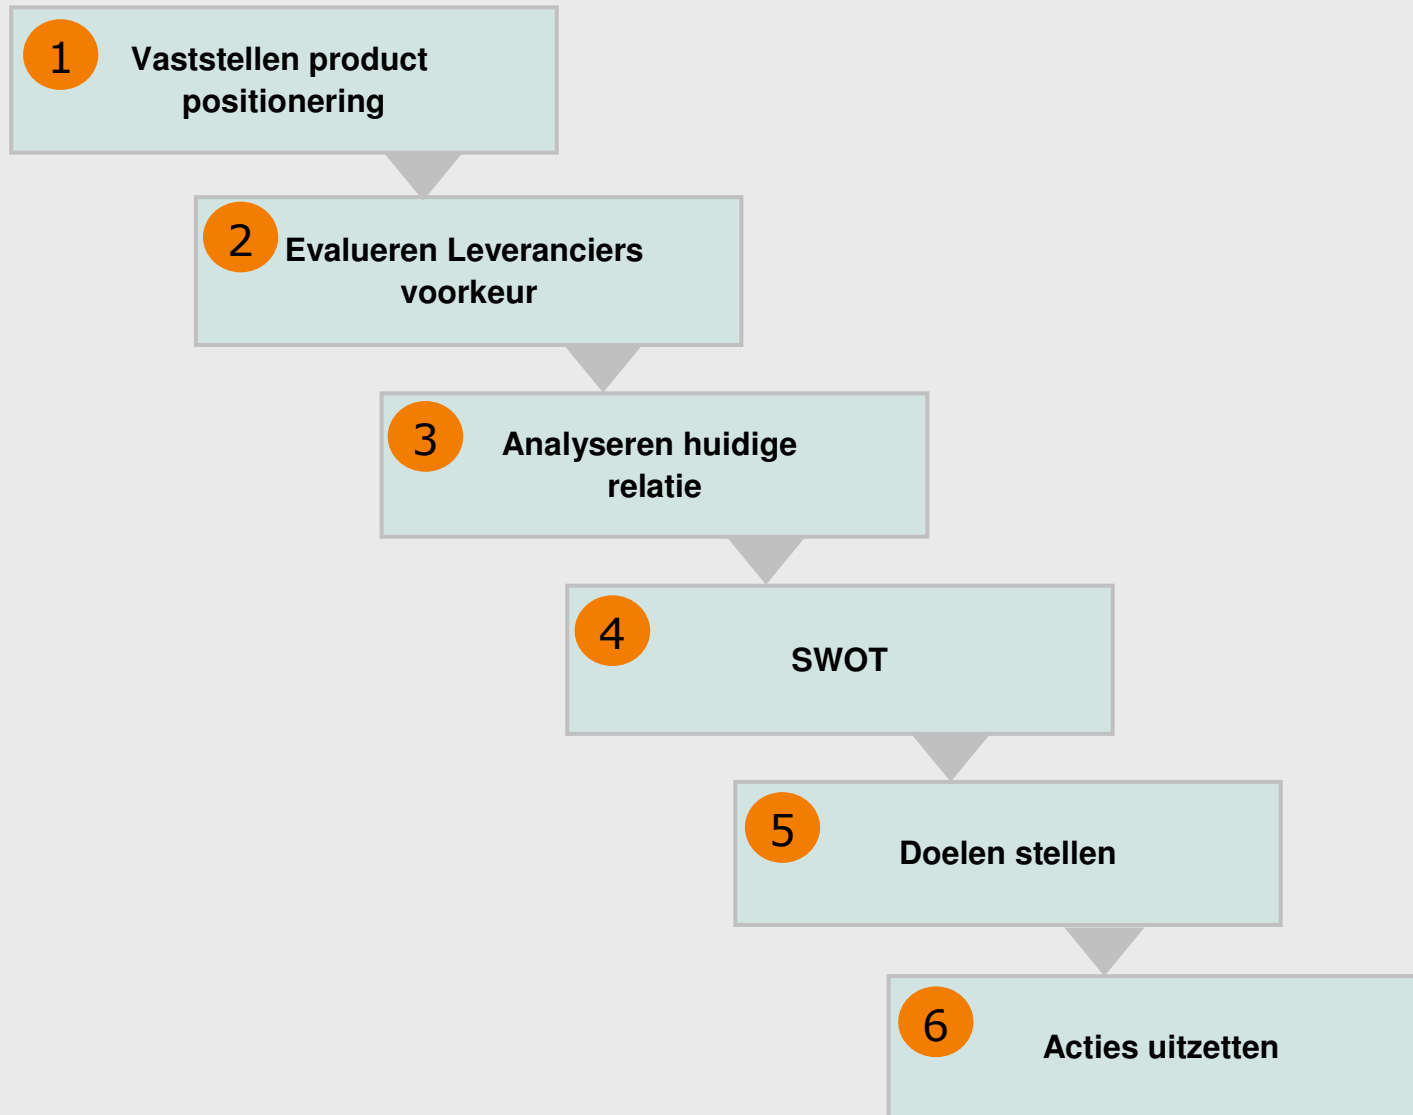 1
Vaststellen product
positionering
2
Evalueren Leveranciers
voorkeur
3
Analyseren huidige
relatie
4
SWOT
5
Doelen stellen
6
Acties uitzetten